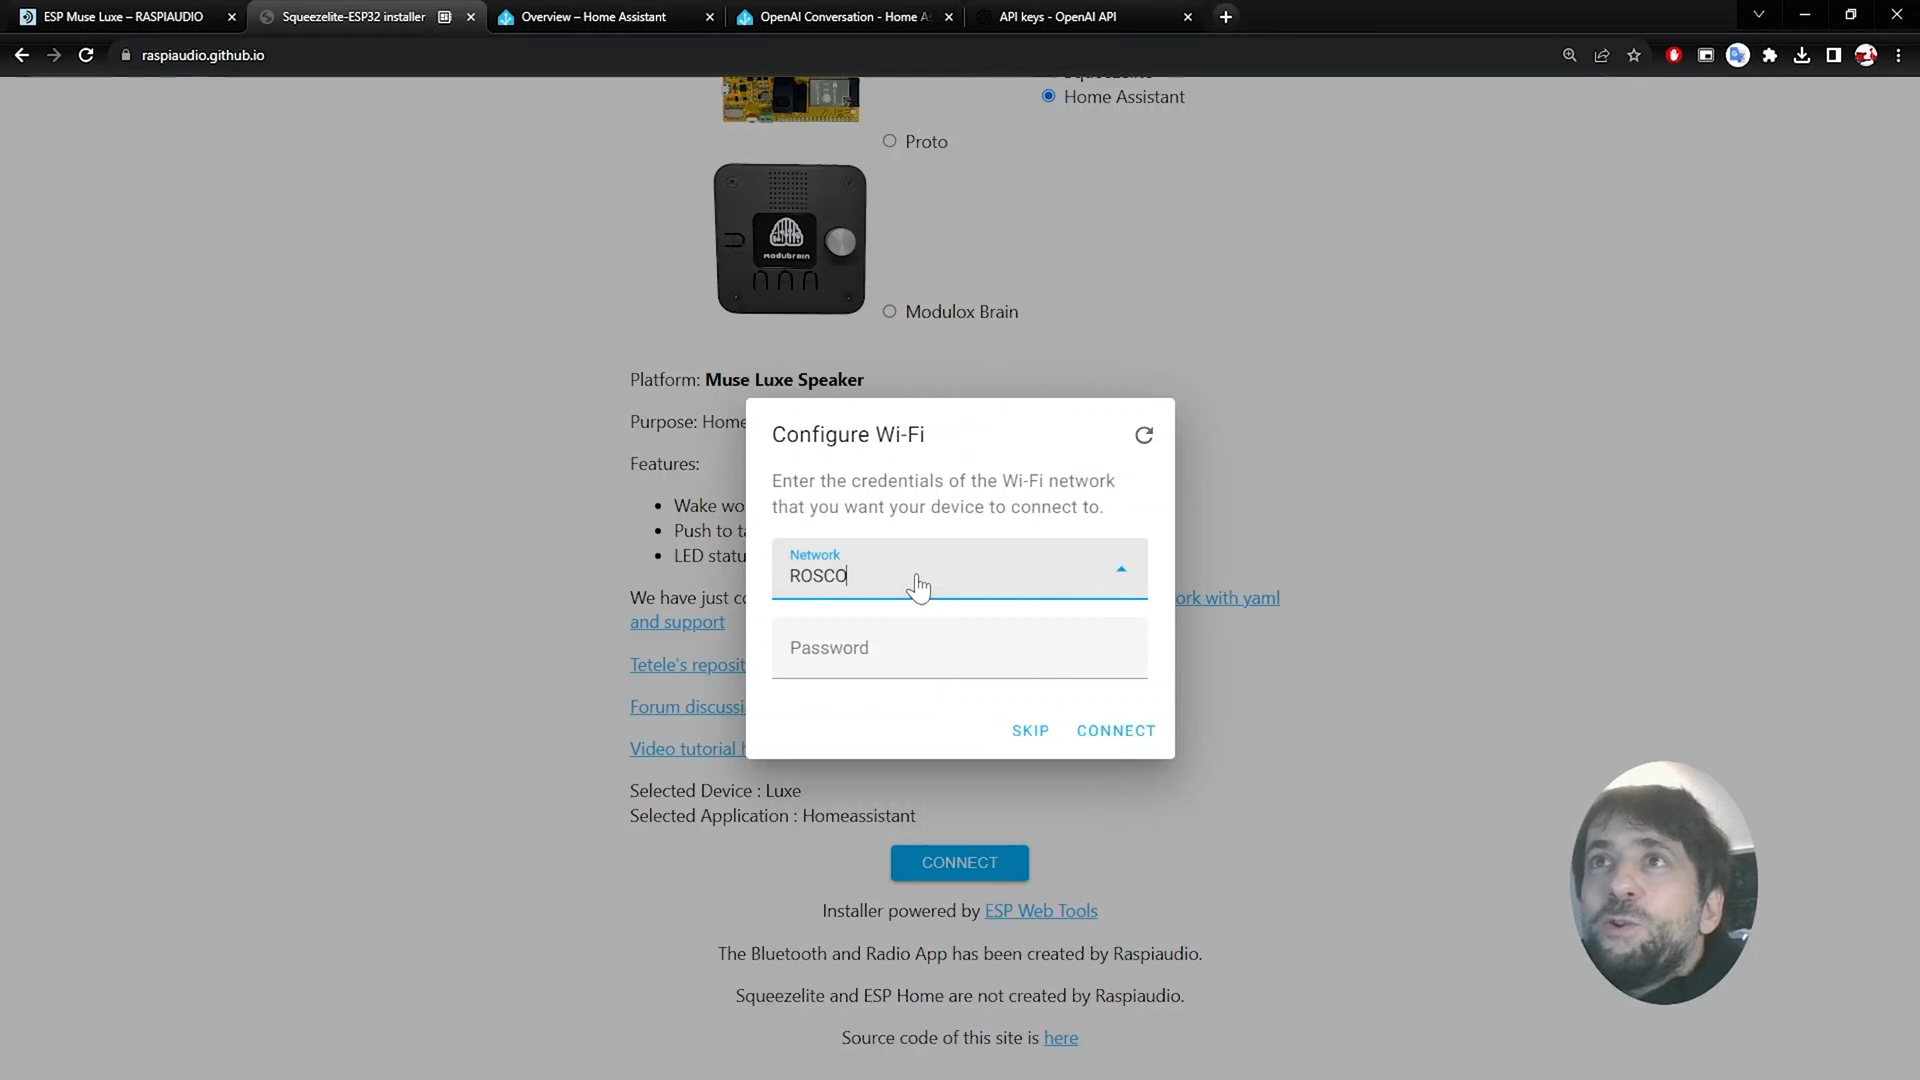 ESP Muse Luxe – RASPIAUDIO
Squeezelite-ESP32 installer
Overview – Home Assistant
OpenAI Conversation - Home As
API keys - OpenAI API
raspiaudio.github.io
Squeezelite
Home Assistant
Proto
modubrain
Modulox Brain
Platform: Muse Luxe Speaker
Purpose: Home
Features:
Wake wo
Push to ta
LED statu
We have just co
ork with yaml
and support
Tetele's reposit
Forum discussi
Video tutorial h
Configure Wi-Fi
Enter the credentials of the Wi-Fi network
that you want your device to connect to.
Network
ROSCO
Password
SKIP CONNECT
Selected Device : Luxe
Selected Application : Homeassistant
CONNECT
Installer powered by ESP Web Tools
The Bluetooth and Radio App has been created by Raspiaudio.
Squeezelite and ESP Home are not created by Raspiaudio.
Source code of this site is here